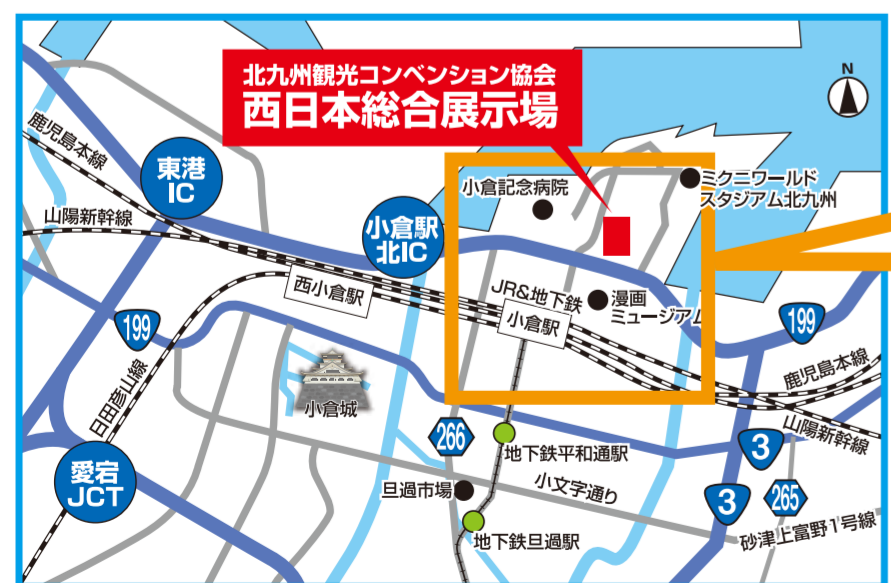 北九州観光コンベンション協会
西日本総合展示場
N
鹿児島本線
東港
IC
山陽新幹線
小倉記念病院
ミクニワールド
スタジアム北九州
小倉駅
北IC
西小倉駅
JR&地下鉄
小倉駅
漫画
ミュージアム
199
199
日田彦山線
小倉城
鹿児島本線
山陽新幹線
266
地下鉄平和通駅
3
愛宕
JCT
旦過市場
小文字通り
3
265
地下鉄旦過駅
砂津上富野1号線